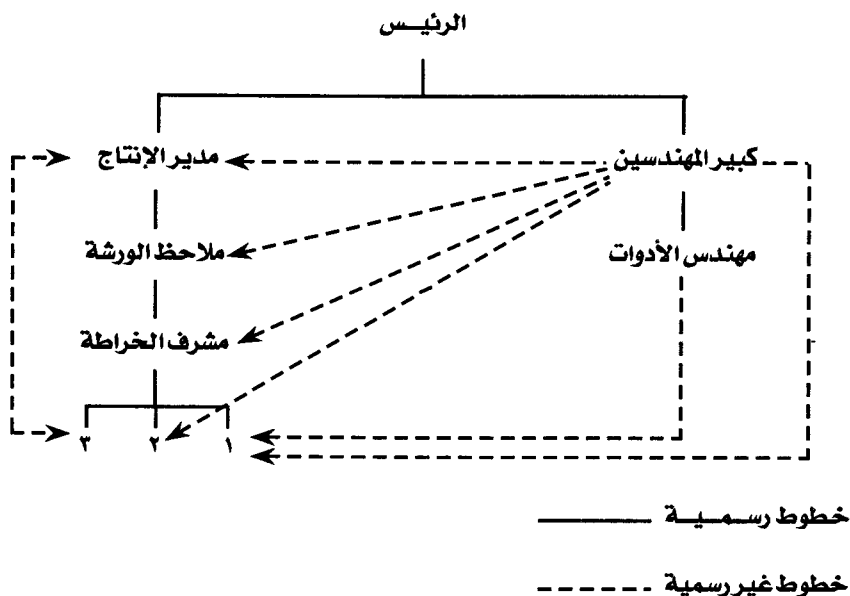 الرئيس
كبير المهندسين
مدير الإنتاج
مهندس الأدوات
ملاحظ الورشة
مشرف الخراطة
١ ٢ ٣
خطوط رسمية
خطوط غير رسمية